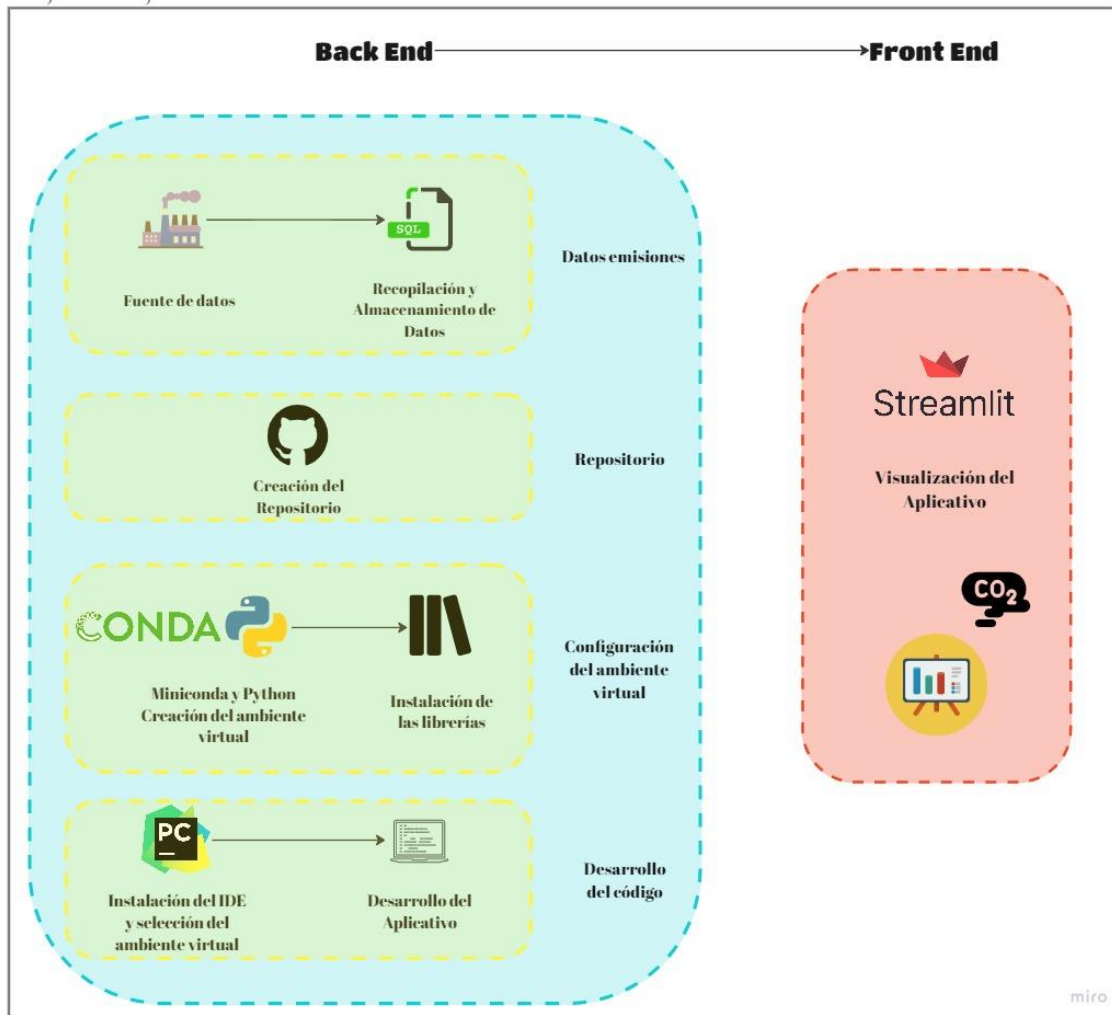 Back End
Front End
SQL
Fuente de datos
Recopilación y
Almacenamiento de
Datos
Datos emisiones
Creación del
Repositorio
Repositorio
CONDA
Miniconda y Python
Creación del ambiente
virtual
Instalación de
las librerías
Configuración
del ambiente
virtual
PC
Instalación del IDE
y selección del
ambiente virtual
Desarrollo del
Aplicativo
Desarrollo
del código
Streamlit
Visualización del
Aplicativo
CO2
miro